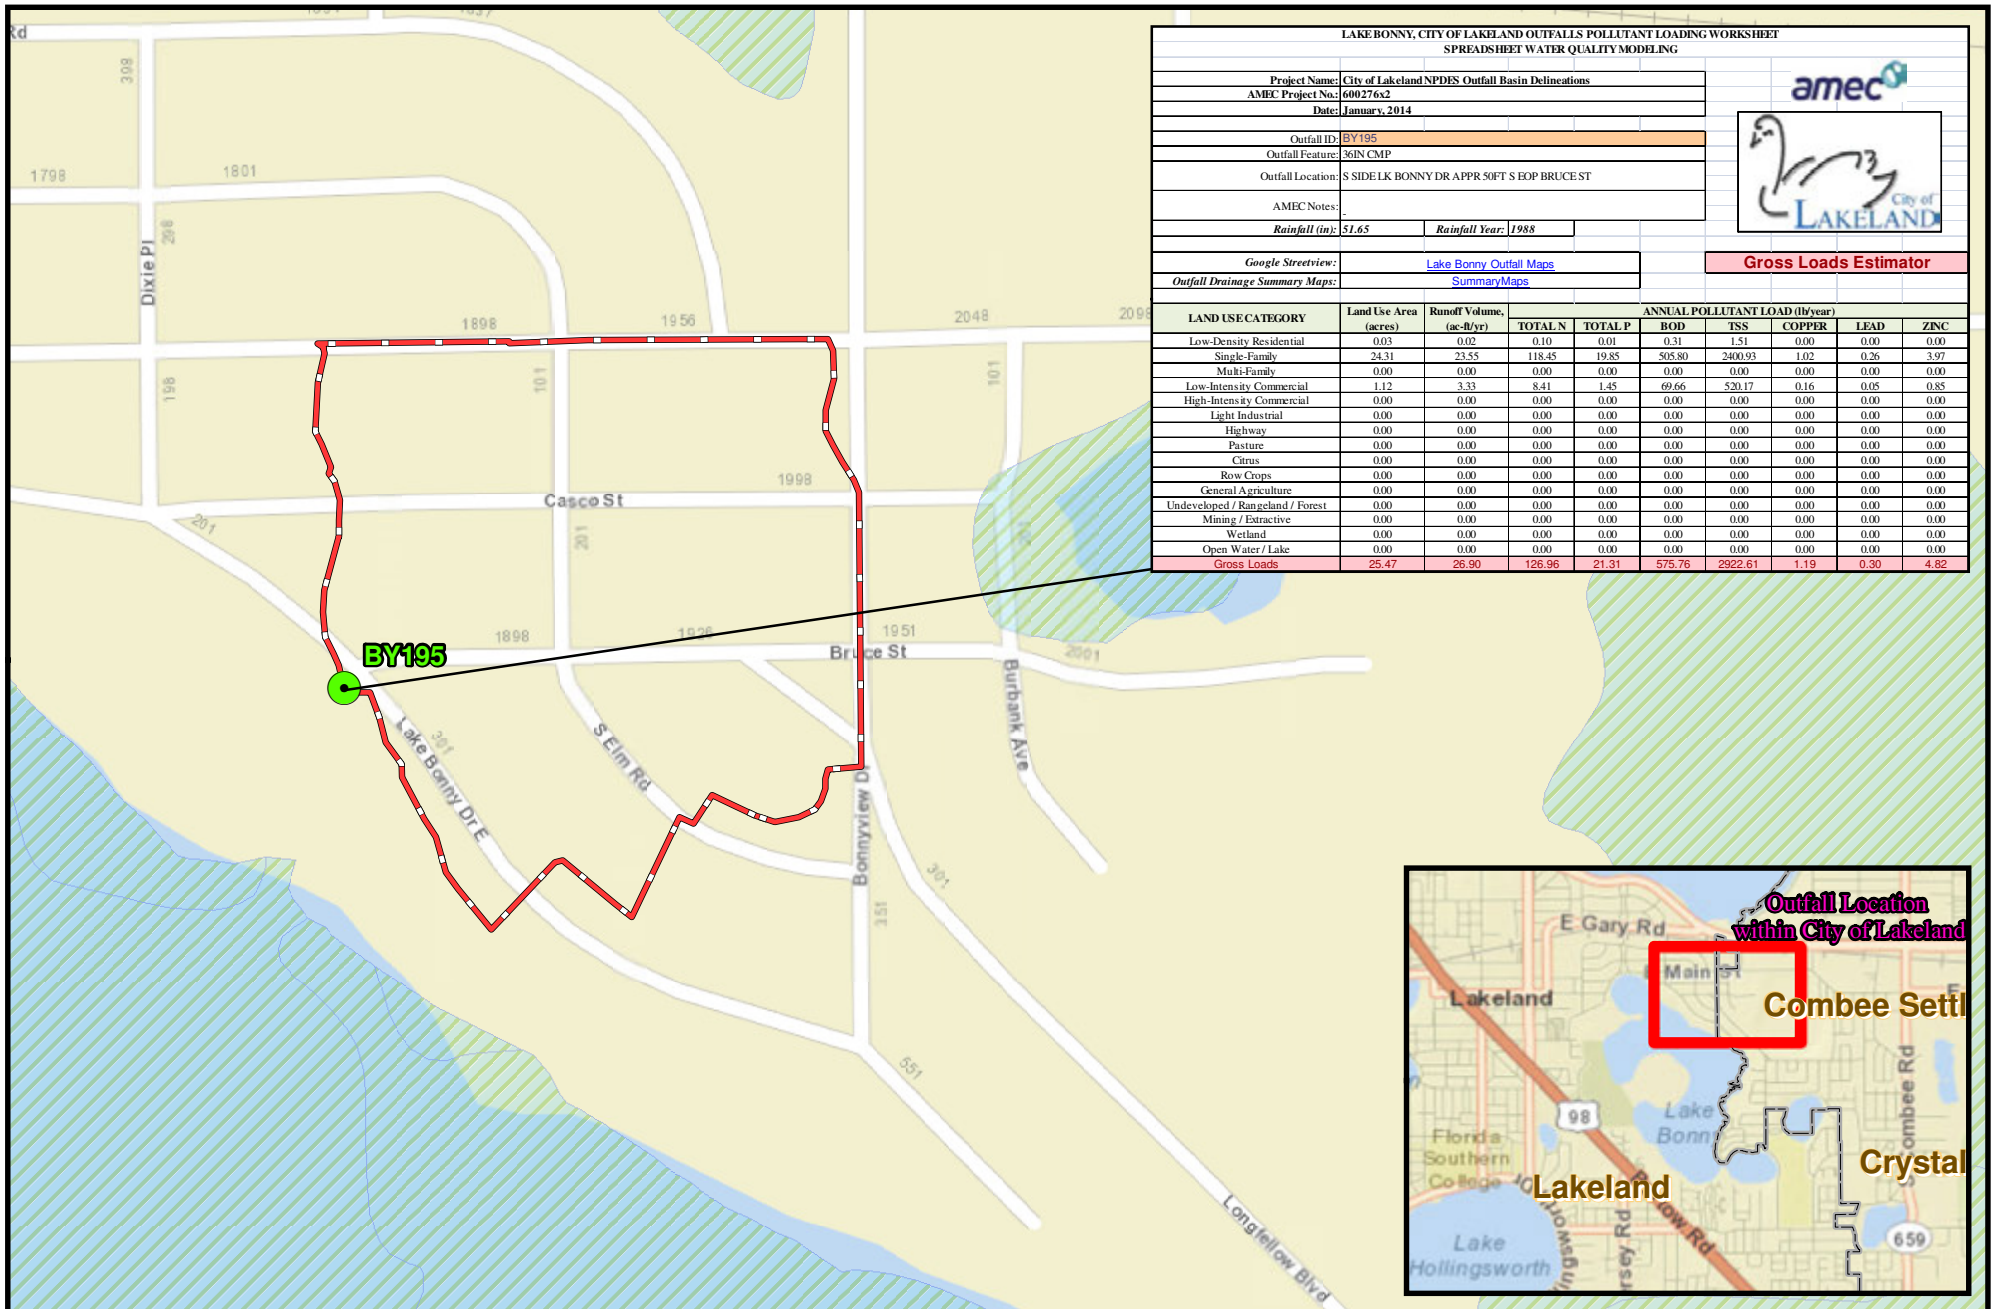 LAKE BONNY, CITY OF LAKELAND OUTFALLS POLLUTANT LOADING WORKSHEET
SPREADSHEET WATER QUALITY MODELING
Project Name: City of Lakeland NPDES Outfall Basin Delineations
AMEC Project No.: 600276x2
Date: January, 2014
amec
Outfall ID: BY195
Outfall Feature: 36IN CMP
Outfall Location: S SIDE LK BONNY DR APPR 50FT S EOP BRUCE ST
AMEC Notes: -
City of
LAKELAND
Rainfall (in): 51.65 Rainfall Year: 1988
Google Streetview: Lake Bonny Outfall Maps
Gross Loads Estimator
Outfall Drainage Summary Maps: SummaryMaps
LAND USE CATEGORY Land Use Area (acres) Runoff Volume, (ac-ft/yr) ANNUAL POLLUTANT LOAD (lb/year)
TOTAL N TOTAL P BOD TSS COPPER LEAD ZINC
Low-Density Residential 0.03 0.02 0.10 0.01 0.31 1.51 0.00 0.00 0.00
Single-Family 24.31 23.55 118.45 19.85 505.80 2400.93 1.02 0.26 3.97
Multi-Family 0.00 0.00 0.00 0.00 0.00 0.00 0.00 0.00 0.00
Low-Intensity Commercial 1.12 3.33 8.41 1.45 69.66 520.17 0.16 0.05 0.85
High-Intensity Commercial 0.00 0.00 0.00 0.00 0.00 0.00 0.00 0.00 0.00
Light Industrial 0.00 0.00 0.00 0.00 0.00 0.00 0.00 0.00 0.00
Highway 0.00 0.00 0.00 0.00 0.00 0.00 0.00 0.00 0.00
Pasture 0.00 0.00 0.00 0.00 0.00 0.00 0.00 0.00 0.00
Citrus 0.00 0.00 0.00 0.00 0.00 0.00 0.00 0.00 0.00
Row Crops 0.00 0.00 0.00 0.00 0.00 0.00 0.00 0.00 0.00
General Agriculture 0.00 0.00 0.00 0.00 0.00 0.00 0.00 0.00 0.00
Undeveloped / Rangeland / Forest 0.00 0.00 0.00 0.00 0.00 0.00 0.00 0.00 0.00
Mining / Extractive 0.00 0.00 0.00 0.00 0.00 0.00 0.00 0.00 0.00
Wetland 0.00 0.00 0.00 0.00 0.00 0.00 0.00 0.00 0.00
Open Water / Lake 0.00 0.00 0.00 0.00 0.00 0.00 0.00 0.00 0.00
Gross Loads 25.47 26.90 126.96 21.31 575.76 2922.61 1.19 0.30 4.82
Rd
398
1798
1801
298
Dixie Pl
1898
1956
2048
2098
198
101
101
1998
Casco St
201
201
1898
1926
1951
Bruce St
2001
BY195
Burbank Ave
Lake Bonny Dr E
301
S Elm Rd
Bonnyview Dr
301
351
551
Longfellow Blvd
Outfall Location
within City of Lakeland
E Gary Rd
Main St
Lakeland
Combee Settl
98
Lake
Bonny
Florida
Southern
College
Lakeland
Crystal
Combee Rd
659
Lake
Hollingsworth